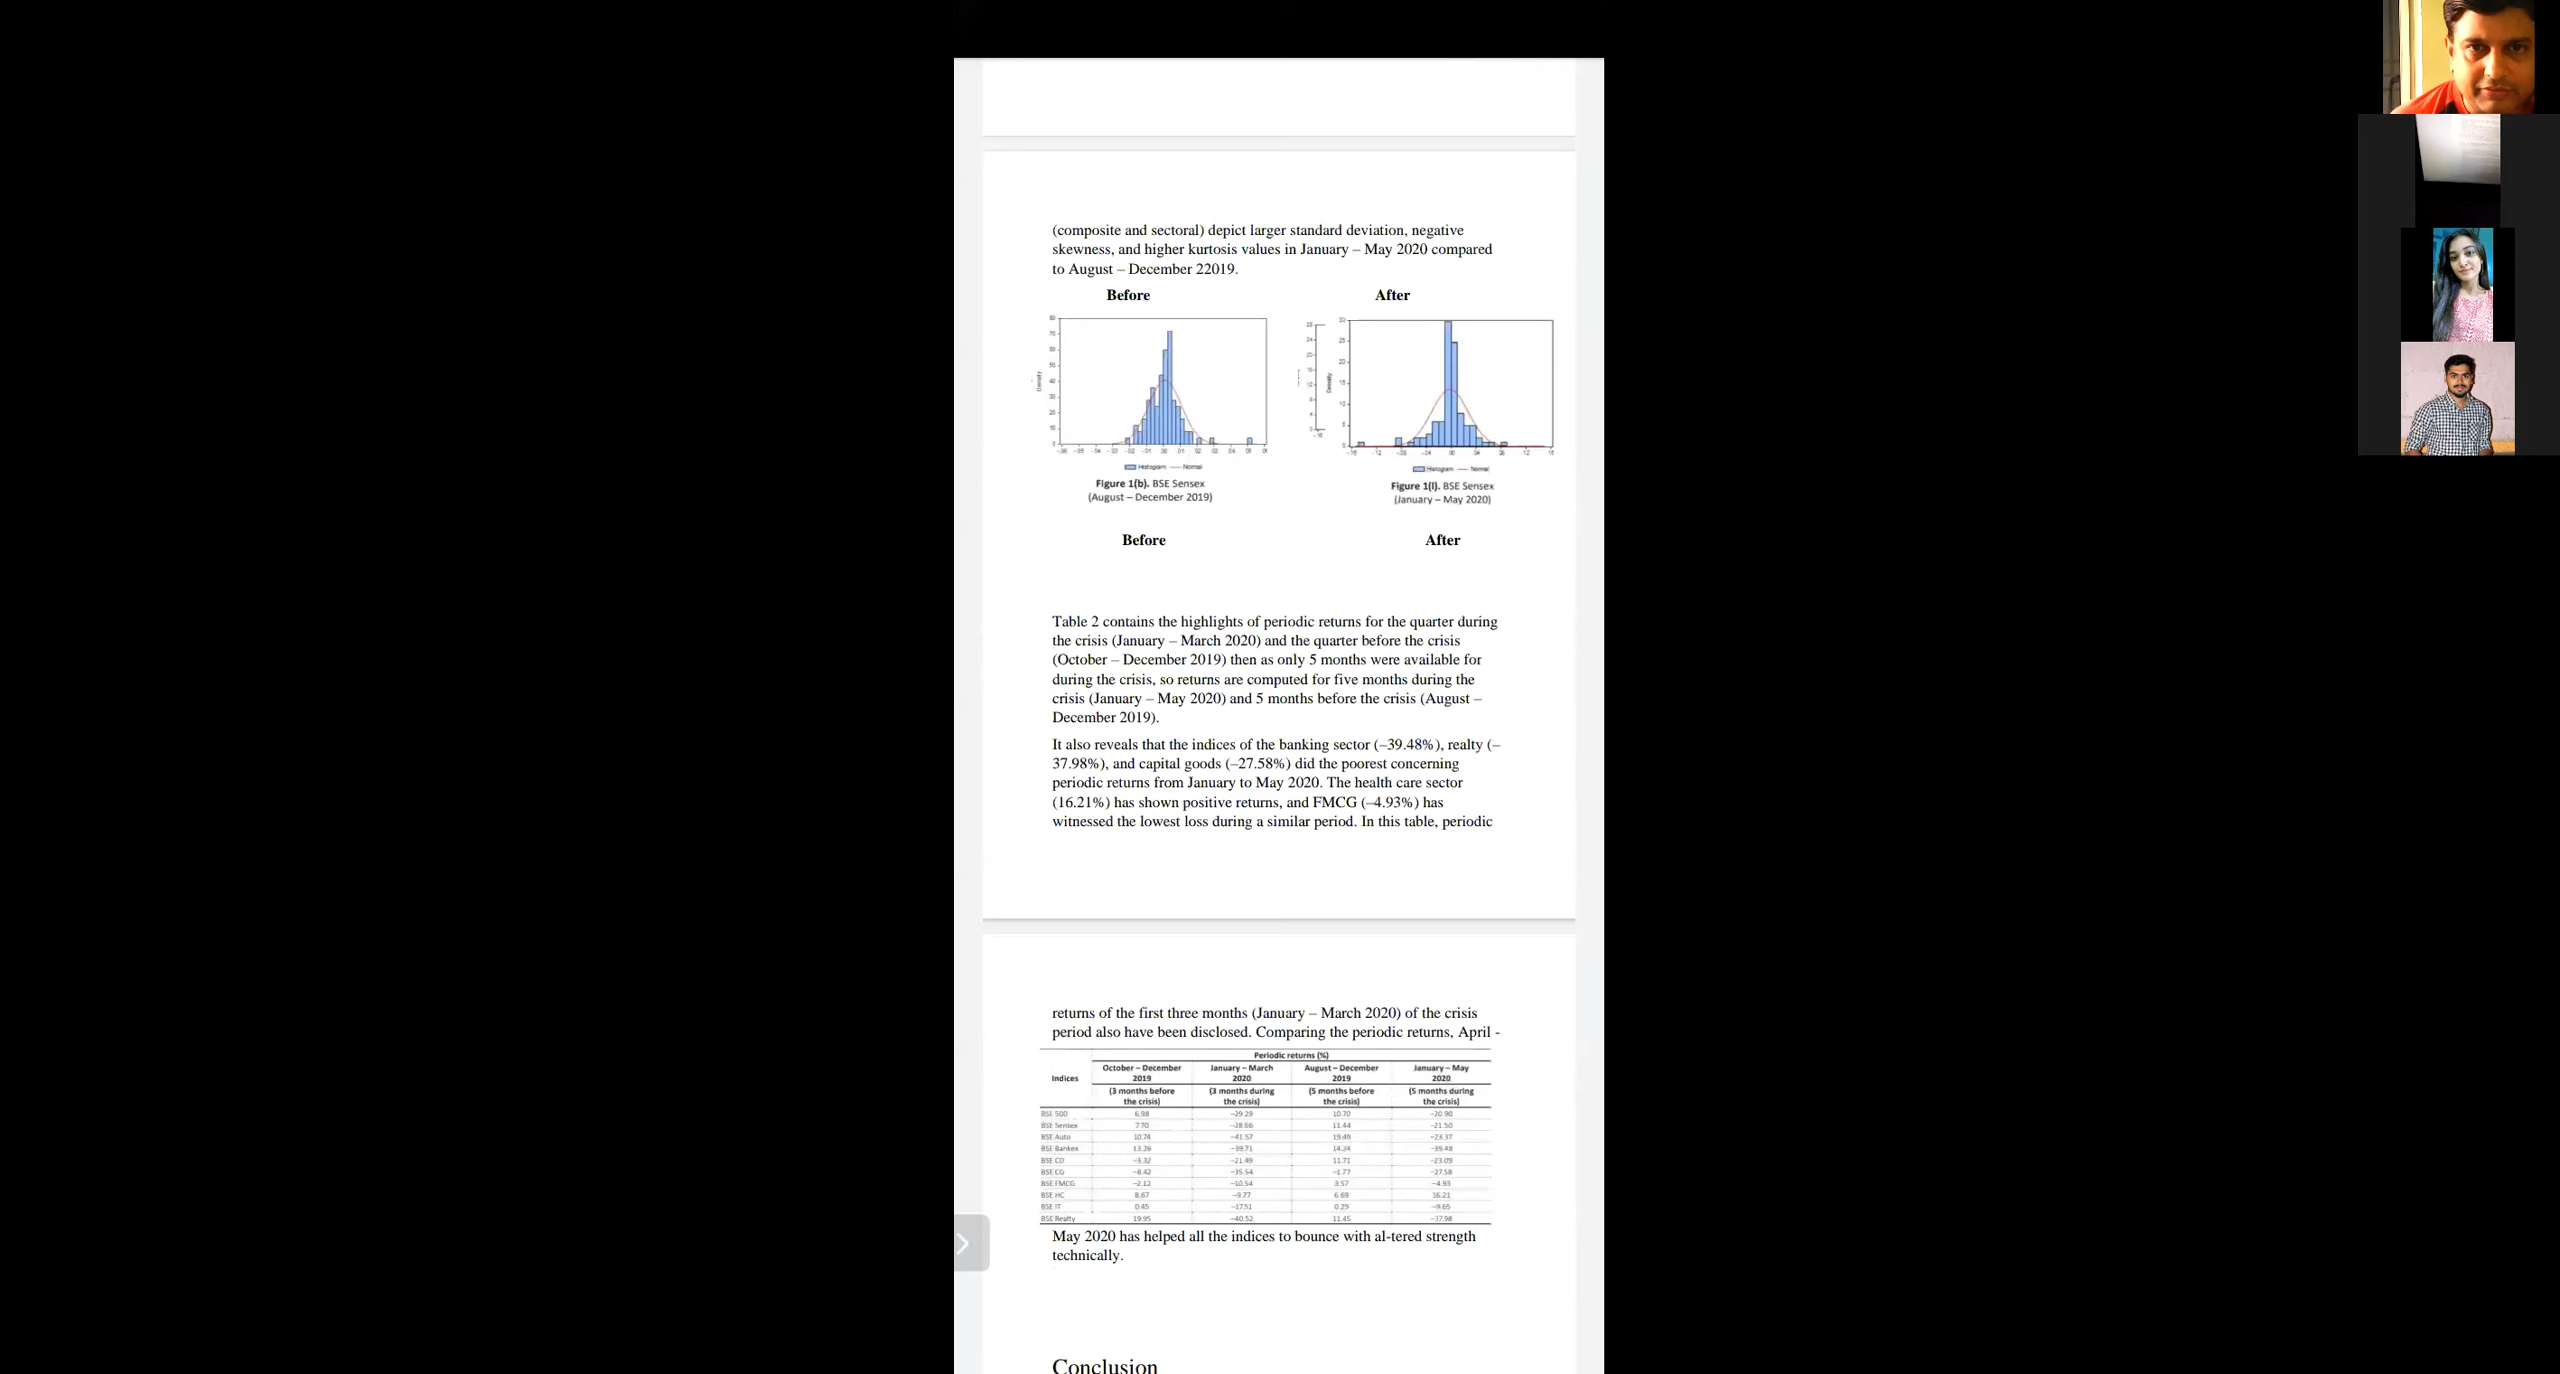 (composite and sectoral) depict larger standard deviation, negative
skewness, and higher kurtosis values in January – May 2020 compared
to August – December 22019.
Before After
Density
Histogram Normal
Density
Histogram Normal
Figure 1(b). BSE Sensex
(August – December 2019)
Figure 1(l). BSE Sensex
(January – May 2020)
Before After
Table 2 contains the highlights of periodic returns for the quarter during
the crisis (January – March 2020) and the quarter before the crisis
(October – December 2019) then as only 5 months were available for
during the crisis, so returns are computed for five months during the
crisis (January – May 2020) and 5 months before the crisis (August –
December 2019).
It also reveals that the indices of the banking sector (–39.48%), realty (–
37.98%), and capital goods (–27.58%) did the poorest concerning
periodic returns from January to May 2020. The health care sector
(16.21%) has shown positive returns, and FMCG (–4.93%) has
witnessed the lowest loss during a similar period. In this table, periodic
returns of the first three months (January – March 2020) of the crisis
period also have been disclosed. Comparing the periodic returns, April -
Periodic returns (%)
Indices
October – December 2019 January – March 2020 August – December 2019 January – May 2020
(3 months before the crisis) (3 months during the crisis) (5 months before the crisis) (5 months during the crisis)
BSE 500 6.98 –29.29 10.70 –20.90
BSE Sensex 7.70 –28.66 11.44 –21.50
BSE Auto 10.74 –41.57 19.49 –23.37
BSE Bankex 13.26 –39.71 14.24 –39.48
BSE CD –3.32 –21.49 11.71 –23.09
BSE CG –8.42 –35.54 –1.77 –27.58
BSE FMCG –2.12 –10.54 3.57 –4.93
BSE HC 8.67 –9.77 6.69 16.21
BSE IT 0.45 –17.51 0.29 –9.65
BSE Realty 19.95 –40.52 11.45 –37.98
May 2020 has helped all the indices to bounce with al-tered strength
technically.
Conclusion